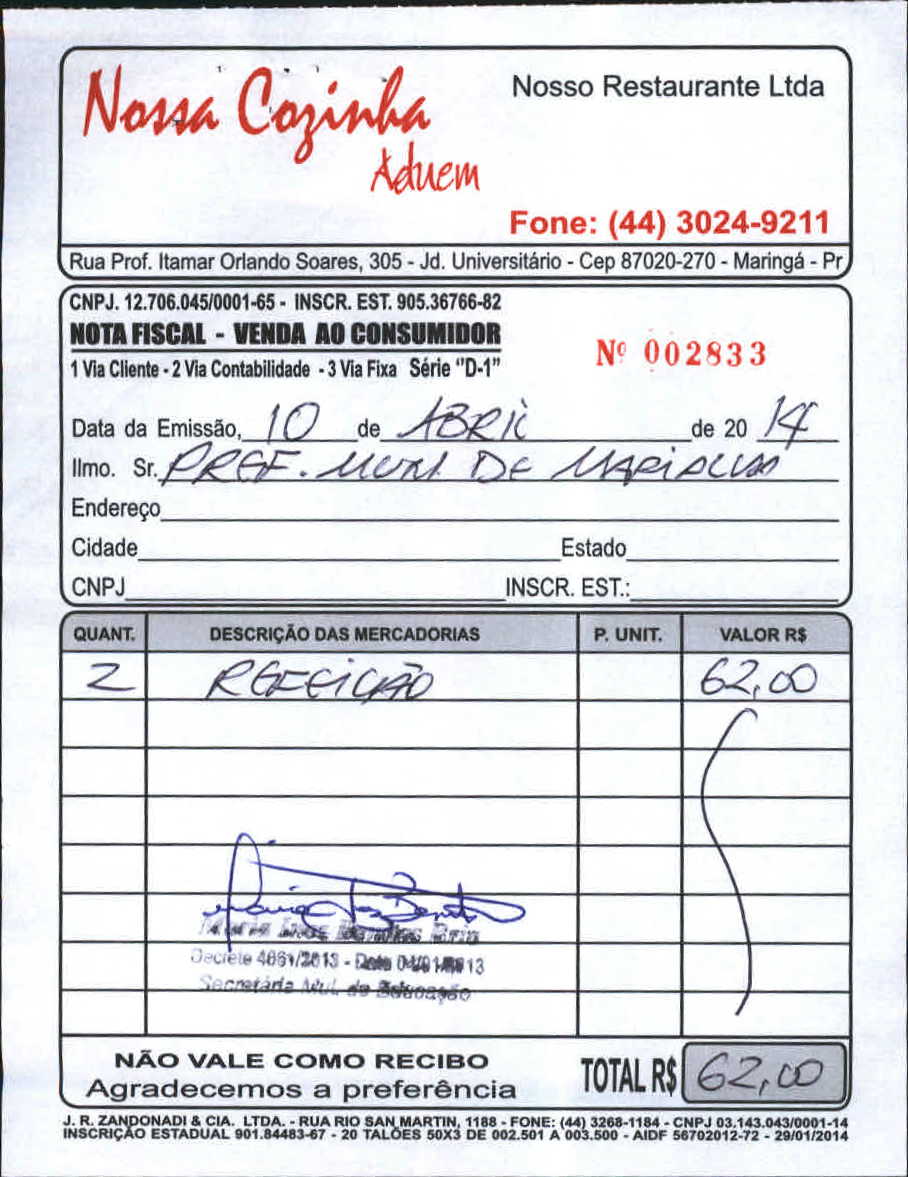 Nossa Cozinha
Aduem
Nosso Restaurante Ltda
Fone: (44) 3024-9211
Rua Prof. Itamar Orlando Soares, 305 - Jd. Universitário - Cep 87020-270 - Maringá - Pr
CNPJ. 12.706.045/0001-65 - INSCR. EST. 905.36766-82
NOTA FISCAL - VENDA AO CONSUMIDOR
1 Via Cliente - 2 Via Contabilidade - 3 Via Fixa Série "D-1"
Nº 002833
Data da Emissão, 10 de ABRIL de 20 14
Ilmo. Sr. PREF. MUNI DE MARIALVA
Endereço
Cidade Estado
CNPJ INSCR. EST.:
QUANT. DESCRIÇÃO DAS MERCADORIAS P. UNIT. VALOR R$
2 REFEIÇÃO 62,00
Decreto 4061/2013 - Data
Secretária Mul. de Educação
NÃO VALE COMO RECIBO
Agradecemos a preferência
TOTAL R$ 62,00
J. R. ZANDONADI & CIA. LTDA. - RUA RIO SAN MARTIN, 1188 - FONE: (44) 3268-1184 - CNPJ 03.143.043/0001-14
INSCRIÇÃO ESTADUAL 901.84483-67 - 20 TALÕES 50X3 DE 002.501 A 003.500 - AIDF 56702012-72 - 29/01/2014